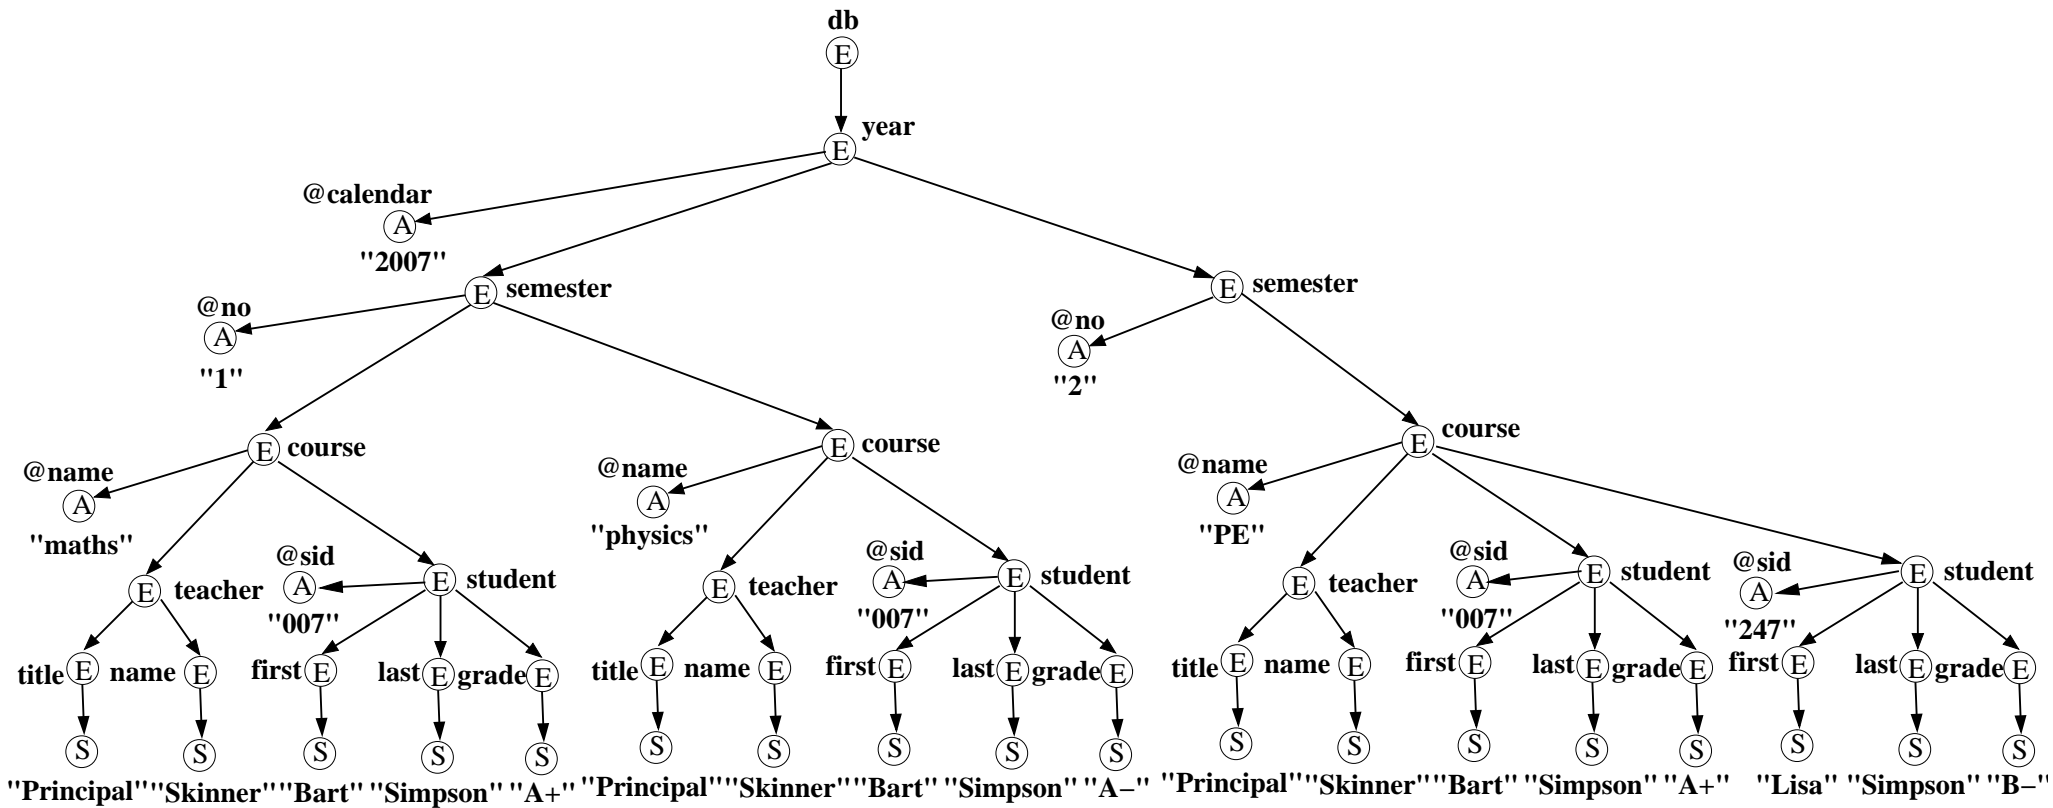 db
E
year
E
@calendar
A
"2007"
E semester
E semester
@no
A
"1"
@no
A
"2"
E course
E course
E course
@name
A
"maths"
@name
A
"physics"
@name
A
"PE"
E teacher
@sid
A
"007"
E student
E teacher
@sid
A
"007"
E student
E teacher
@sid
A
"007"
E student
@sid
A
"247"
E student
title E name E first E last E grade E title E name E first E last E grade E title E name E first E last E grade E first E last E grade E
S S S S S S S S S S S S S S S S S S
"Principal" "Skinner" "Bart" "Simpson" "A+" "Principal" "Skinner" "Bart" "Simpson" "A−" "Principal" "Skinner" "Bart" "Simpson" "A+" "Lisa" "Simpson" "B−"